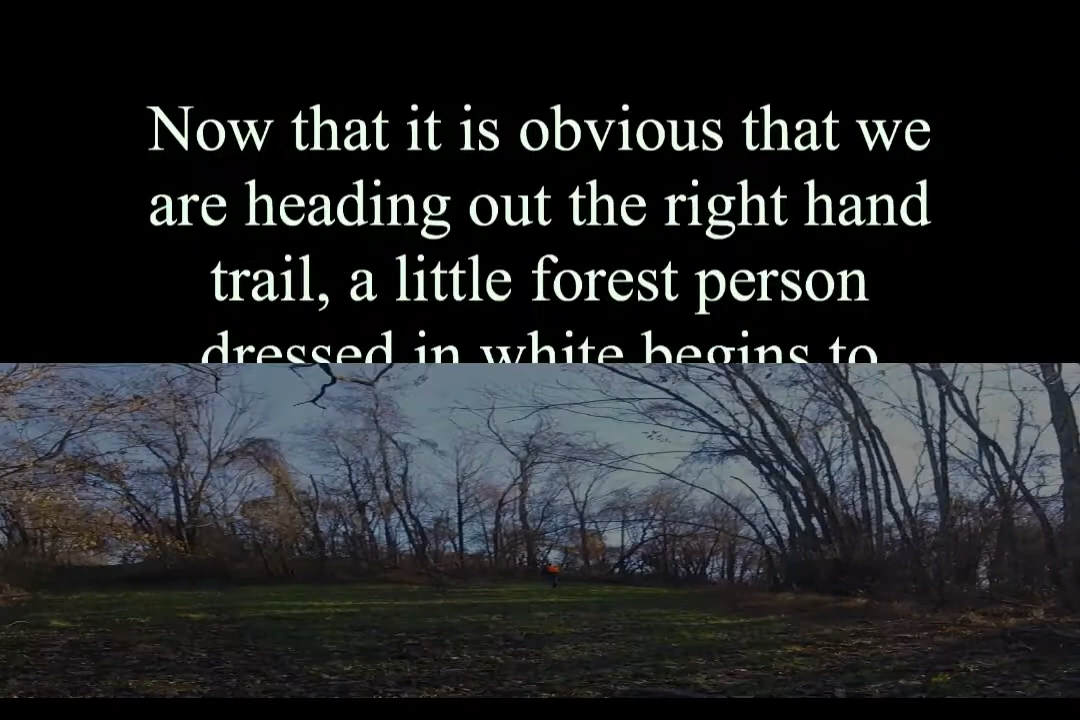 Now that it is obvious that we
are heading out the right hand
trail, a little forest person
dressed in white begins to